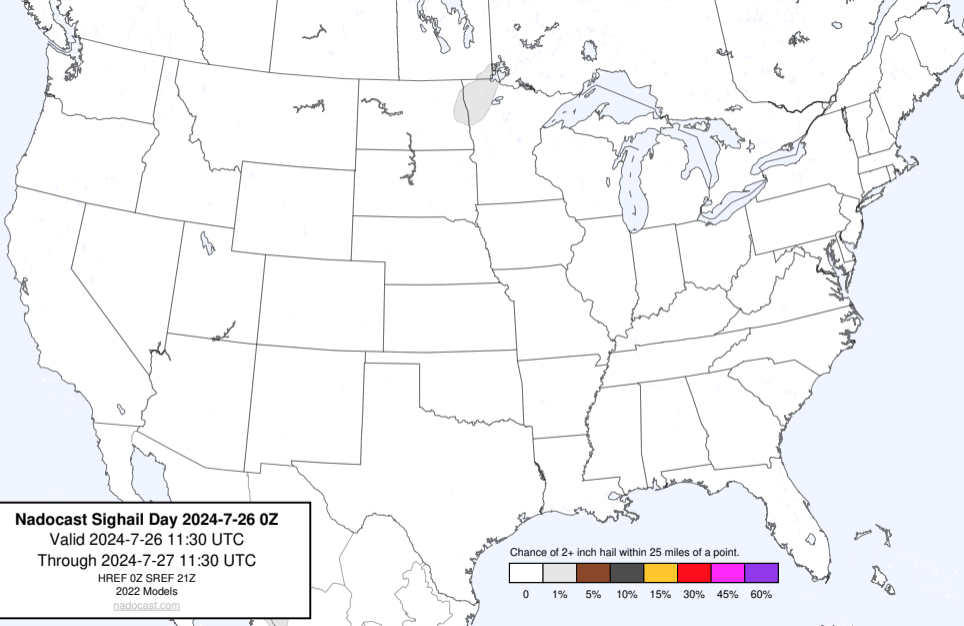 Nadocast Sighail Day 2024-7-26 0Z
Valid 2024-7-26 11:30 UTC
Through 2024-7-27 11:30 UTC
HREF 0Z SREF 21Z
2022 Models
nadocast.com
Chance of 2+ inch hail within 25 miles of a point.
0 1% 5% 10% 15% 30% 45% 60%